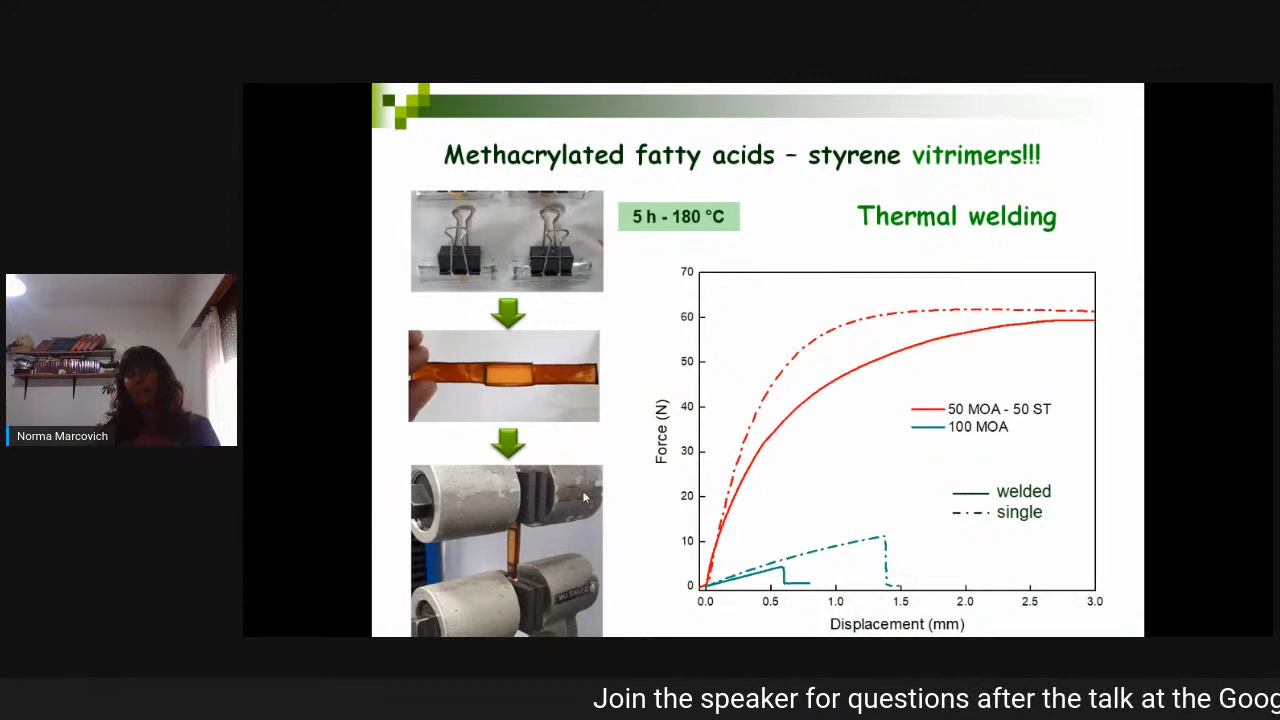 Methacrylated fatty acids – styrene vitrimers!!!
5 h - 180 °C
Thermal welding
70
60
50
40
30
20
10
0
Force (N)
50 MOA - 50 ST
100 MOA
welded
single
0.0 0.5 1.0 1.5 2.0 2.5 3.0
Displacement (mm)
Norma Marcovich
Join the speaker for questions after the talk at the Goog